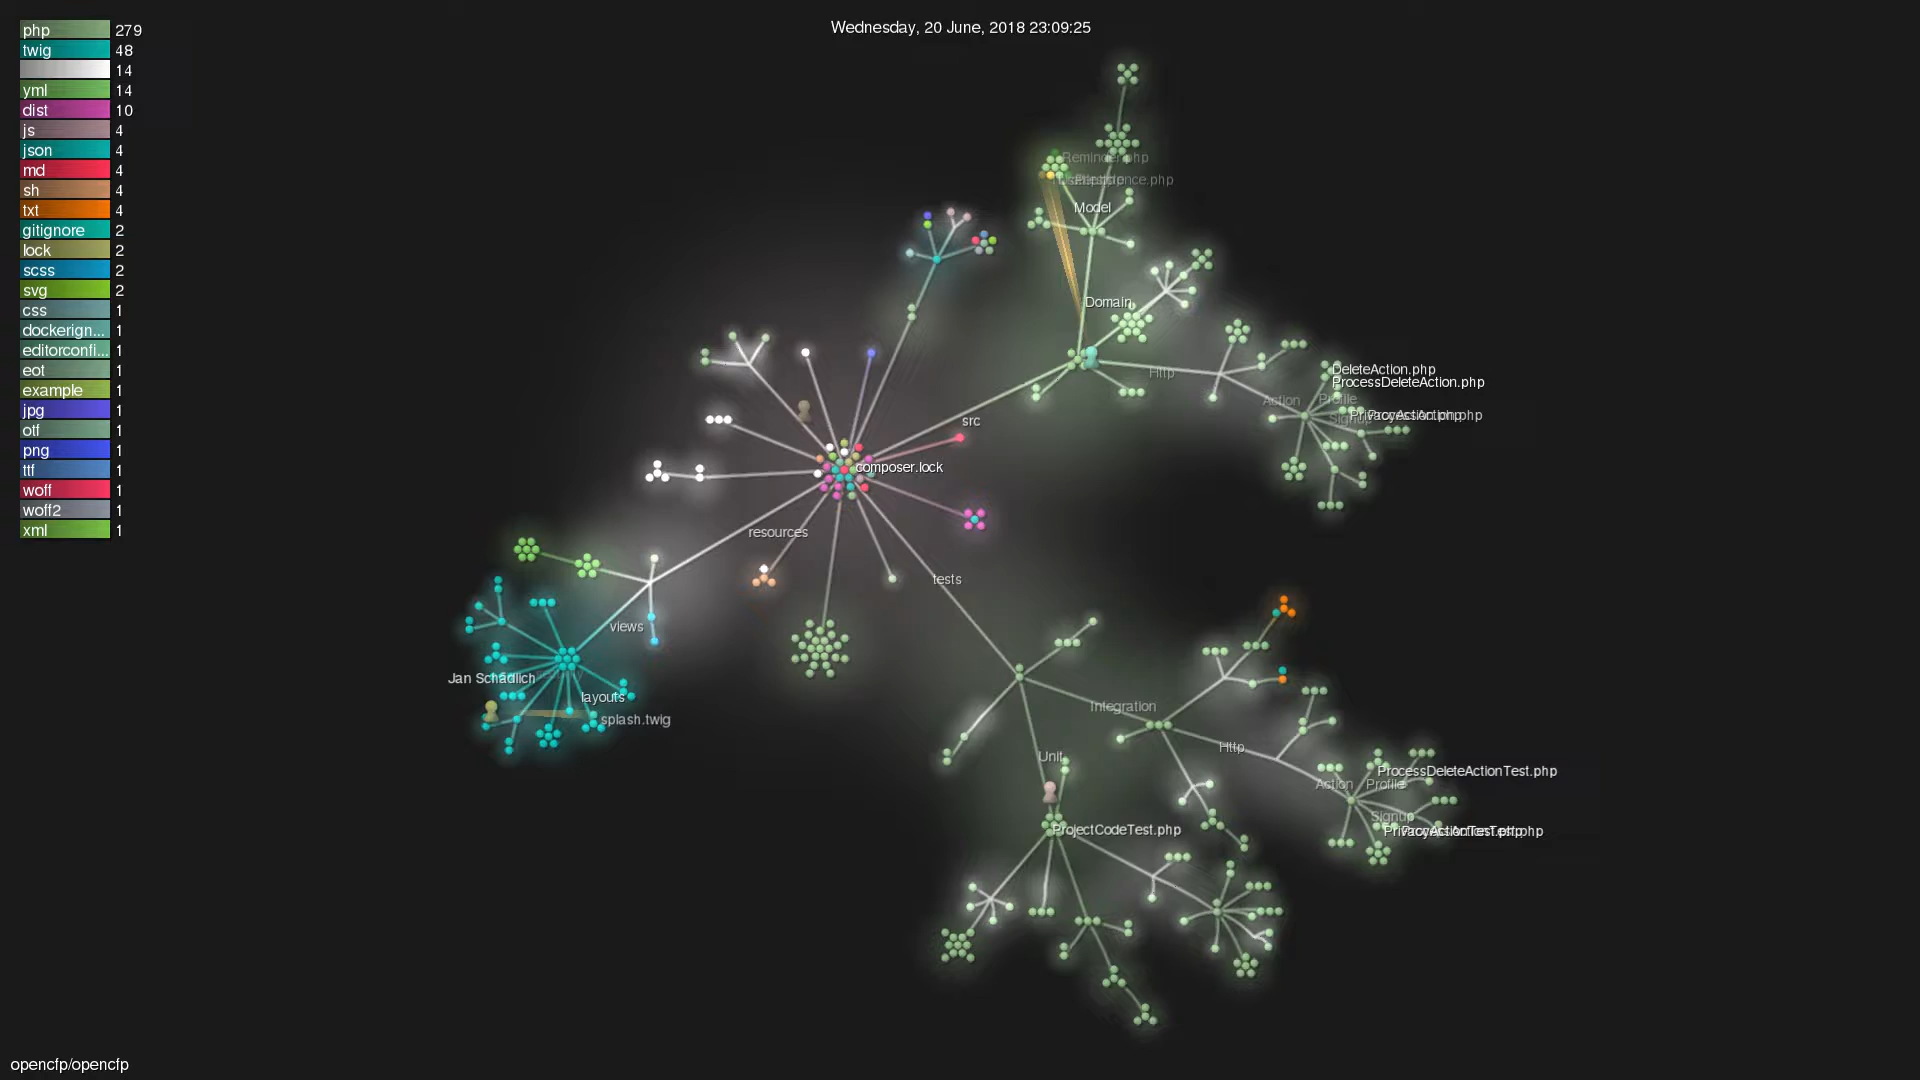 Wednesday, 20 June, 2018 23:09:25
php 279
twig 48
14
yml 14
dist 10
js 4
json 4
md 4
sh 4
txt 4
gitignore 2
lock 2
scss 2
svg 2
css 1
dockerign... 1
editorconfi... 1
eot 1
example 1
jpg 1
otf 1
png 1
ttf 1
woff 1
woff2 1
xml 1
Reminder.php
Model
Domain
Http
DeleteAction.php
ProcessDeleteAction.php
Action
Profile
Signup
src
composer.lock
resources
tests
views
Jan Schädlich
layouts
splash.twig
Integration
Http
Unit
ProcessDeleteActionTest.php
Action
Profile
Signup
ProjectCodeTest.php
opencfp/opencfp